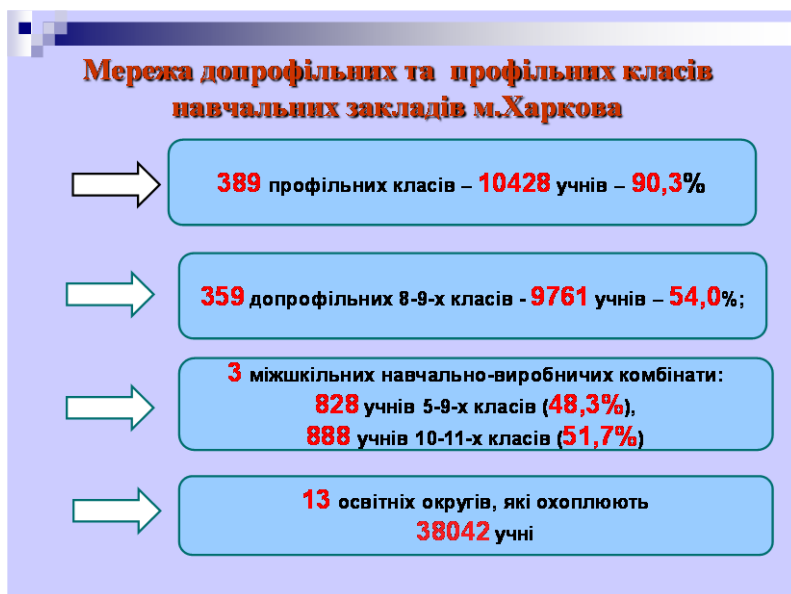 Мережа допрофільних та профільних класів
навчальних закладів м.Харкова
389 профільних класів – 10428 учнів – 90,3%
359 допрофільних 8-9-х класів - 9761 учнів – 54,0%;
3 міжшкільних навчально-виробничих комбінати:
828 учнів 5-9-х класів (48,3%),
888 учнів 10-11-х класів (51,7%)
13 освітніх округів, які охоплюють
38042 учні